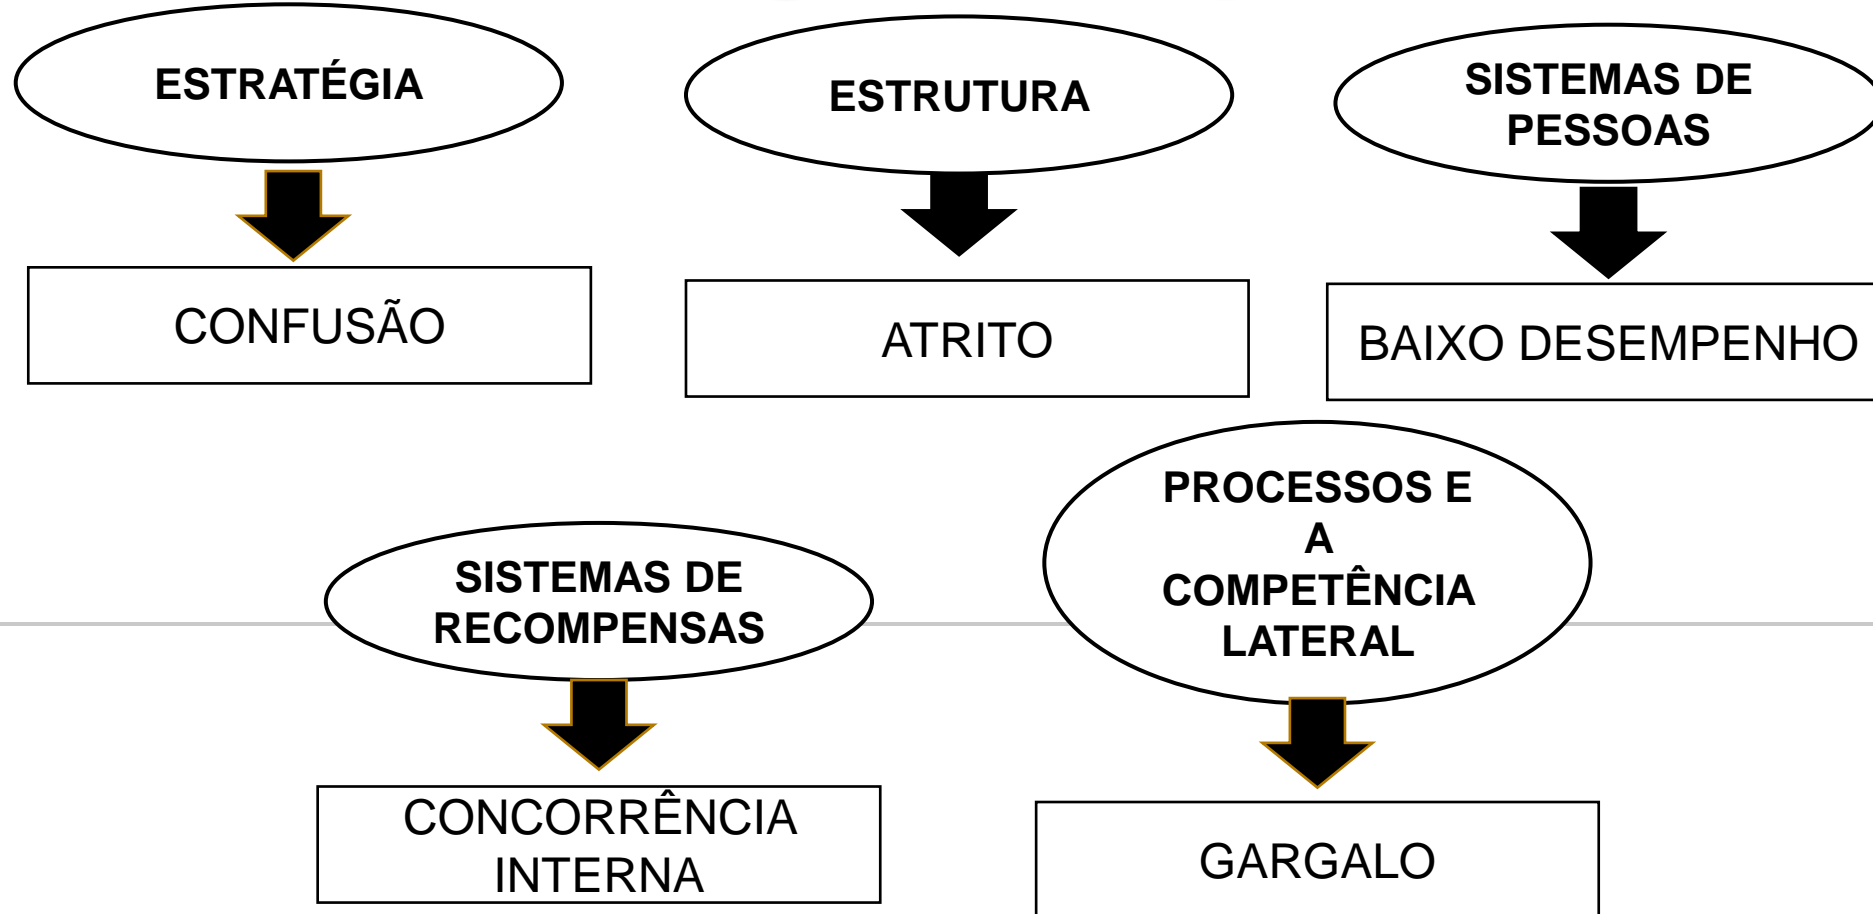 ESTRATÉGIA
ESTRUTURA
SISTEMAS DE
PESSOAS
CONFUSÃO
ATRITO
BAIXO DESEMPENHO
SISTEMAS DE
RECOMPENSAS
PROCESSOS E
A
COMPETÊNCIA
LATERAL
CONCORRÊNCIA
INTERNA
GARGALO